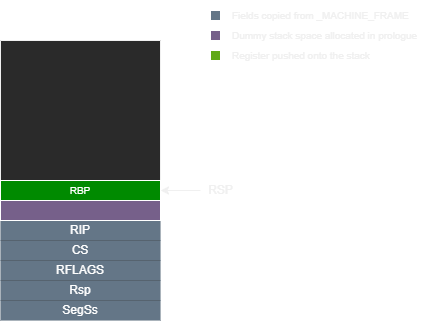 Fields copied from _MACHINE_FRAME
Dummy stack space allocated in prologue
Register pushed onto the stack
RBP
RSP
RIP
CS
RFLAGS
Rsp
SegSs